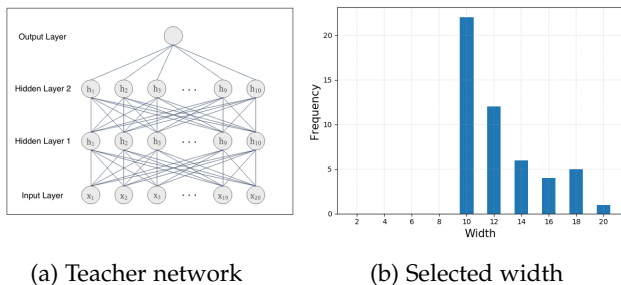 Output Layer
Hidden Layer 2
h₁ h₂ h₃ · · · h₉ h₁₀
Hidden Layer 1
h₁ h₂ h₃ · · · h₉ h₁₀
Input Layer
x₁ x₂ x₃ · · · x₁₉ x₂₀
(a) Teacher network
Frequency
20
15
10
5
0
2 4 6 8 10 12 14 16 18 20
Width
(b) Selected width